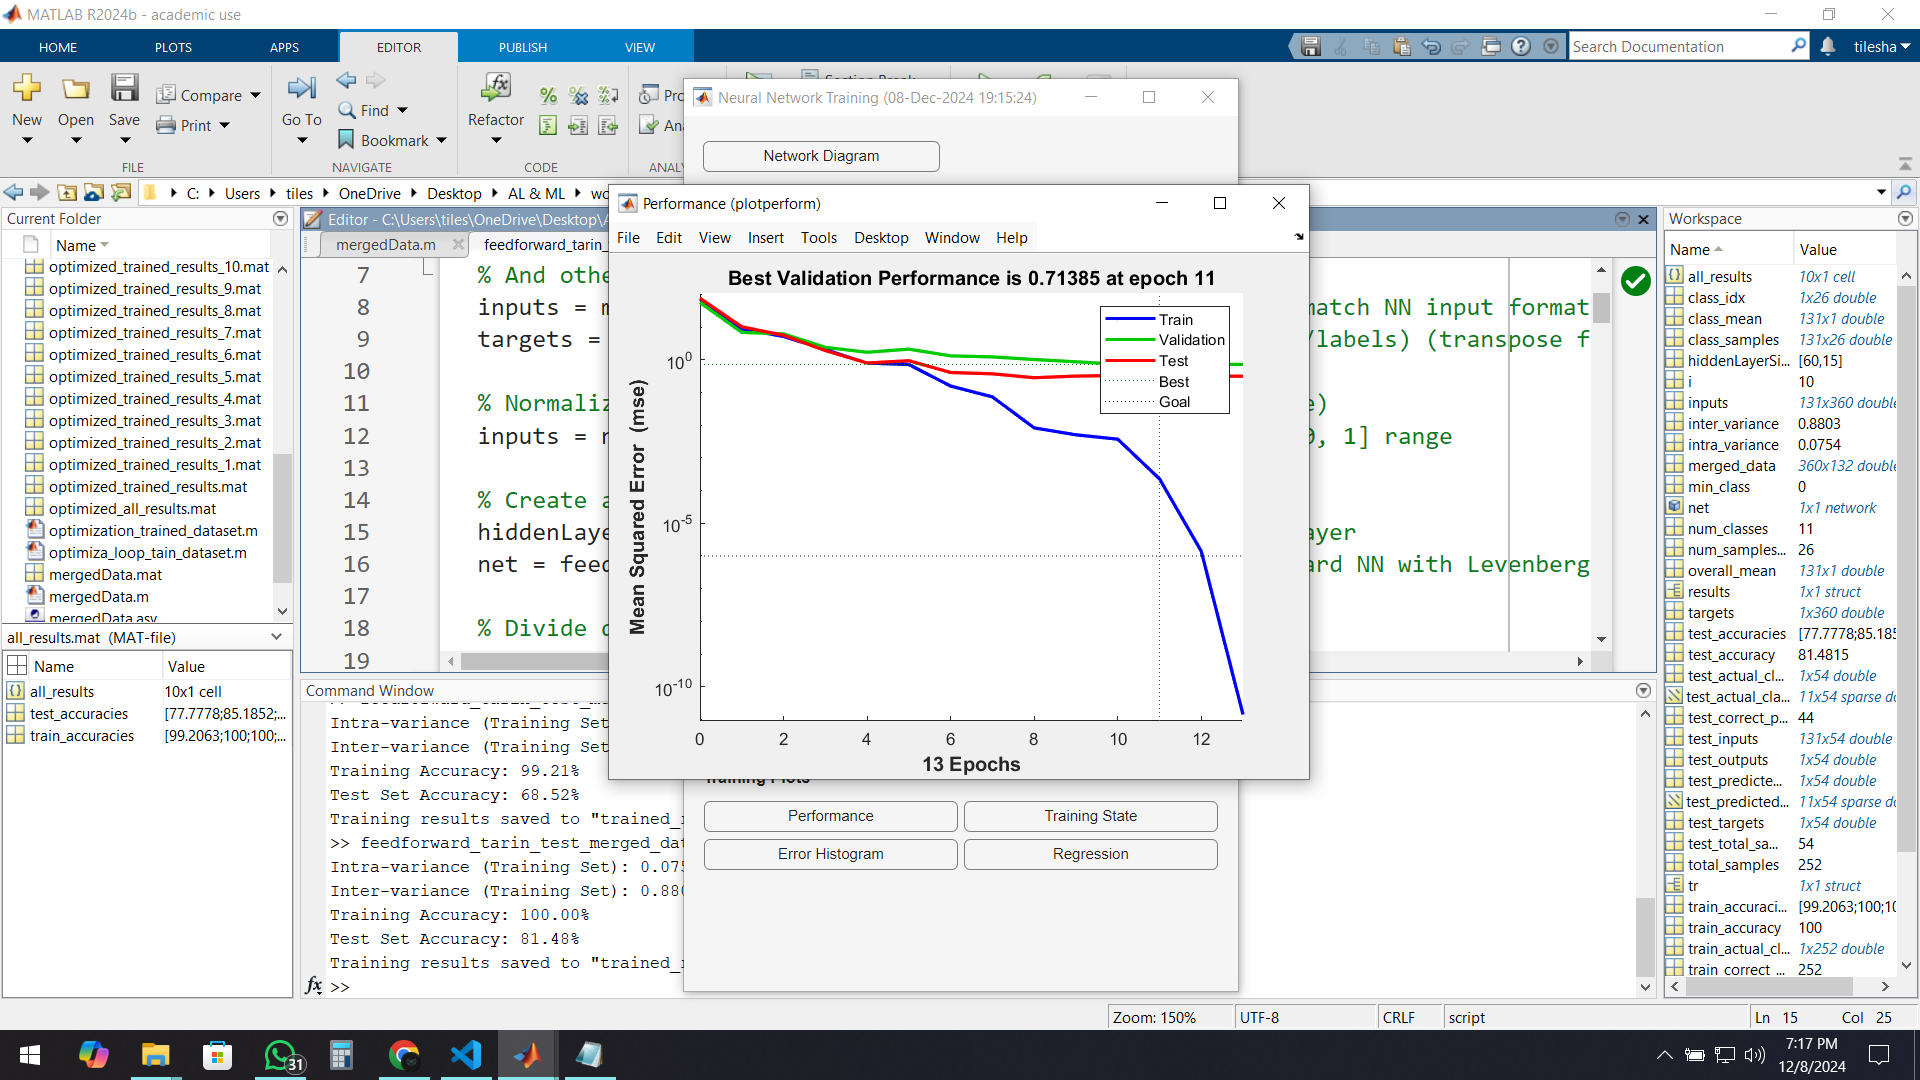 MATLAB R2024b - academic use
HOME PLOTS APPS EDITOR PUBLISH VIEW
Search Documentation
tilesha
New Open Save
Compare
Print
Go To
Find
Bookmark
Refactor
FILE NAVIGATE CODE
C: Users tiles OneDrive Desktop AL & ML
Current Folder
Name
optimized_trained_results_10.mat
optimized_trained_results_9.mat
optimized_trained_results_8.mat
optimized_trained_results_7.mat
optimized_trained_results_6.mat
optimized_trained_results_5.mat
optimized_trained_results_4.mat
optimized_trained_results_3.mat
optimized_trained_results_2.mat
optimized_trained_results_1.mat
optimized_trained_results.mat
optimized_all_results.mat
optimization_trained_dataset.m
optimiza_loop_tain_dataset.m
mergedData.mat
mergedData.m
mergedData.asv
all_results.mat (MAT-file)
Name Value
all_results 10x1 cell
test_accuracies [77.7778;85.1852;...
train_accuracies [99.2063;100;100;...
Editor - C:\Users\tiles\OneDrive\Desktop\A
mergedData.m
feedforward_tarin_
7 % And othe
8 inputs = m match NN input format
9 targets = /labels) (transpose f
10
11 % Normaliz e)
12 inputs = n 0, 1] range
13
14 % Create a
15 hiddenLaye ayer
16 net = feed ard NN with Levenberg
17
18 % Divide d
19
Neural Network Training (08-Dec-2024 19:15:24)
Network Diagram
Performance (plotperform)
File Edit View Insert Tools Desktop Window Help
Best Validation Performance is 0.71385 at epoch 11
Train
Validation
Test
Best
Goal
Mean Squared Error (mse)
10⁰
10⁻⁵
10⁻¹⁰
0 2 4 6 8 10 12
13 Epochs
Training Plots
Performance Training State
Error Histogram Regression
Command Window
Intra-variance (Training Set
Inter-variance (Training Set
Training Accuracy: 99.21%
Test Set Accuracy: 68.52%
Training results saved to "trained_r
>> feedforward_tarin_test_merged_dat
Intra-variance (Training Set): 0.075
Inter-variance (Training Set): 0.880
Training Accuracy: 100.00%
Test Set Accuracy: 81.48%
Training results saved to "trained_r
fx >>
Workspace
Name Value
all_results 10x1 cell
class_idx 1x26 double
class_mean 131x1 double
class_samples 131x26 double
hiddenLayerSi... [60,15]
i 10
inputs 131x360 double
inter_variance 0.8803
intra_variance 0.0754
merged_data 360x132 double
min_class 0
net 1x1 network
num_classes 11
num_samples... 26
overall_mean 131x1 double
results 1x1 struct
targets 1x360 double
test_accuracies [77.7778;85.185
test_accuracy 81.4815
test_actual_cl... 1x54 double
test_actual_cla... 11x54 sparse do
test_correct_p... 44
test_inputs 131x54 double
test_outputs 1x54 double
test_predicte... 1x54 double
test_predicted... 11x54 sparse do
test_targets 1x54 double
test_total_sa... 54
total_samples 252
tr 1x1 struct
train_accuraci... [99.2063;100;10
train_accuracy 100
train_actual_cl... 1x252 double
train_correct_... 252
Zoom: 150% UTF-8 CRLF script Ln 15 Col 25
31
7:17 PM
12/8/2024